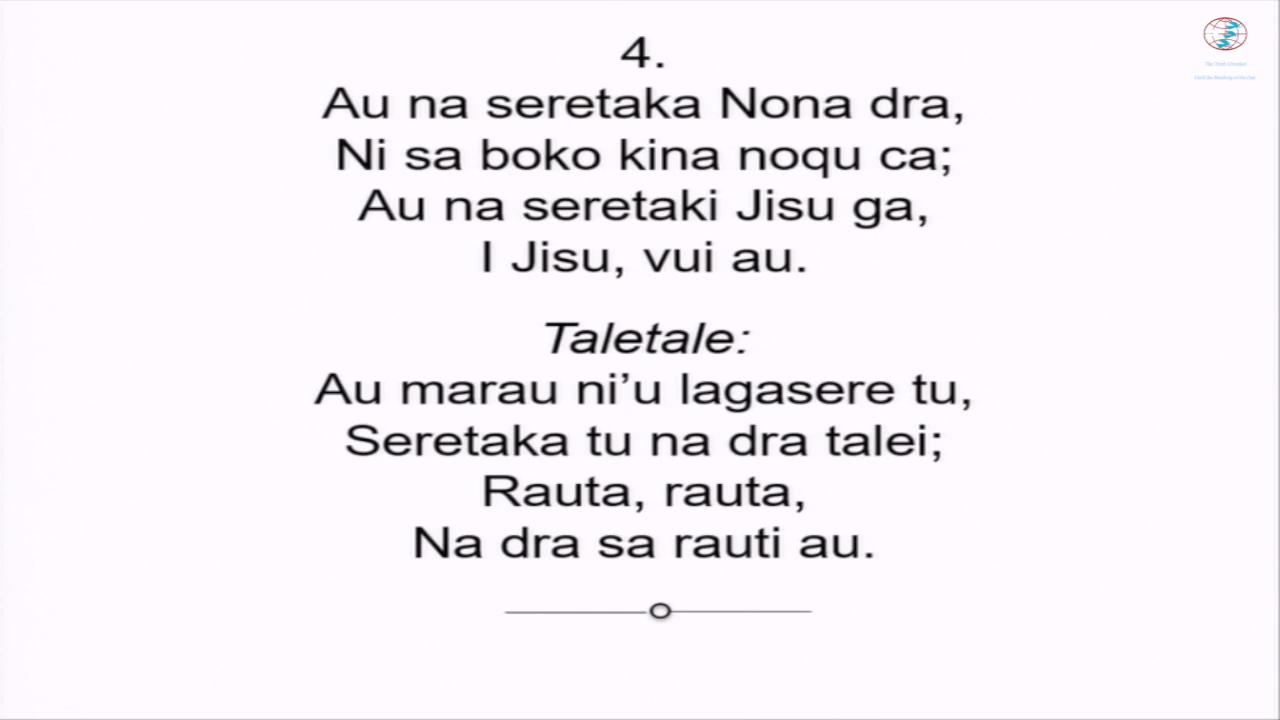 4.
Au na seretaka Nona dra,
Ni sa boko kina noqu ca;
Au na seretaki Jisu ga,
I Jisu, vui au.
Taletale:
Au marau ni’u lagasere tu,
Seretaka tu na dra talei;
Rauta, rauta,
Na dra sa rauti au.